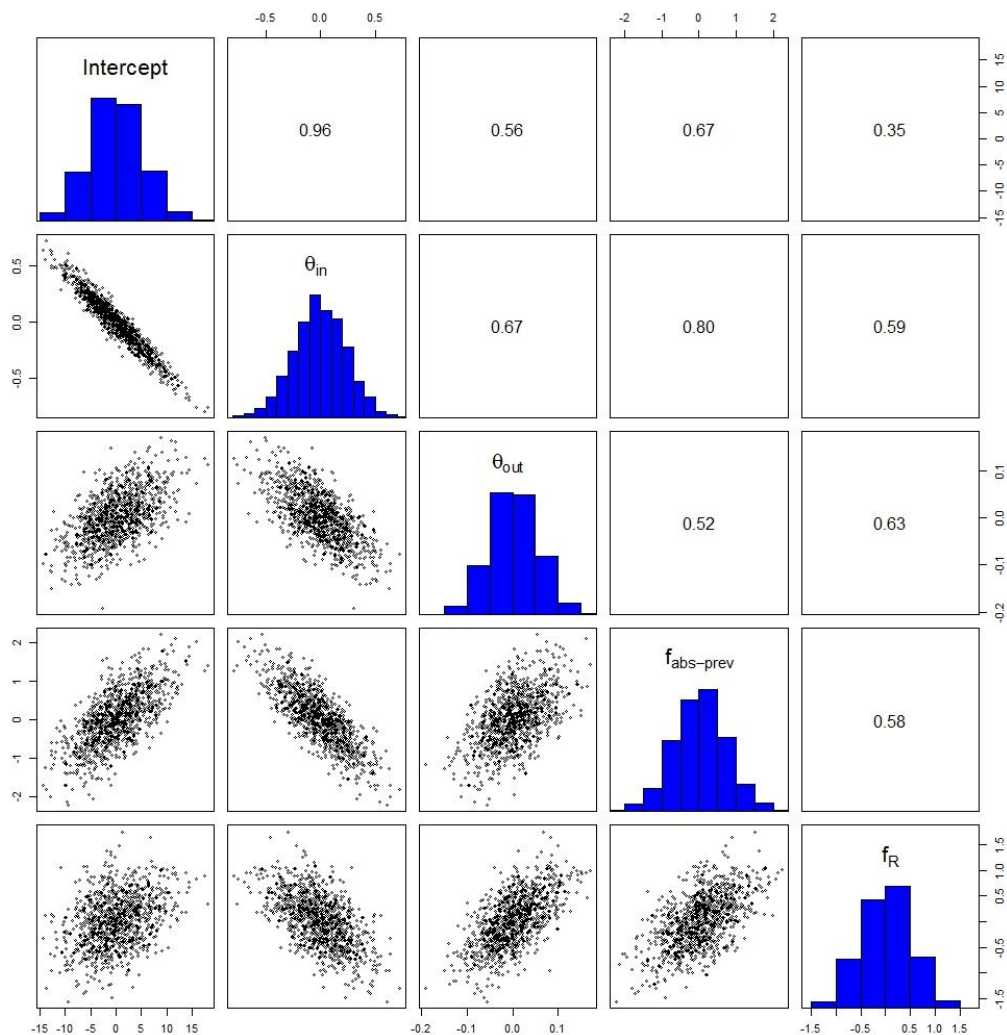 -0.5 0.0 0.5 -2 -1 0 1 2
Intercept 0.96 0.56 0.67 0.35 -15 -10 -5 0 5 10 15
-0.5 0.0 0.5 θin 0.67 0.80 0.59
θout 0.52 0.63 -0.2 -0.1 0.0 0.1
-2 -1 0 1 2 fabs−prev 0.58
fR -1.5 -0.5 0.5 1.0 1.5
-15 -10 -5 0 5 10 15 -0.2 -0.1 0.0 0.1 -1.5 -0.5 0.0 0.5 1.0 1.5